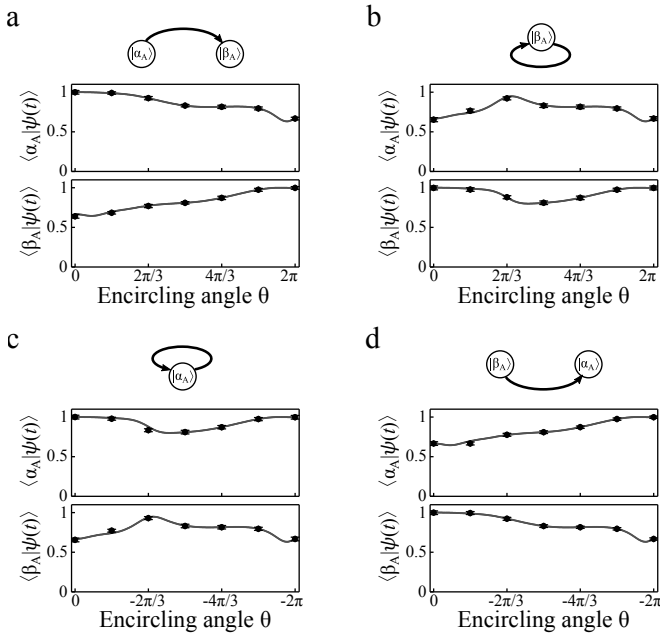 a
|α_A⟩ |β_A⟩
1
0.5
0
⟨α_A|ψ(t)⟩
1
0.5
0
⟨β_A|ψ(t)⟩
0 2π/3 4π/3 2π
Encircling angle θ
b
|β_A⟩
1
0.5
0
⟨α_A|ψ(t)⟩
1
0.5
0
⟨β_A|ψ(t)⟩
0 2π/3 4π/3 2π
Encircling angle θ
c
|α_A⟩
1
0.5
0
⟨α_A|ψ(t)⟩
1
0.5
0
⟨β_A|ψ(t)⟩
0 -2π/3 -4π/3 -2π
Encircling angle θ
d
|β_A⟩ |α_A⟩
1
0.5
0
⟨α_A|ψ(t)⟩
1
0.5
0
⟨β_A|ψ(t)⟩
0 -2π/3 -4π/3 -2π
Encircling angle θ